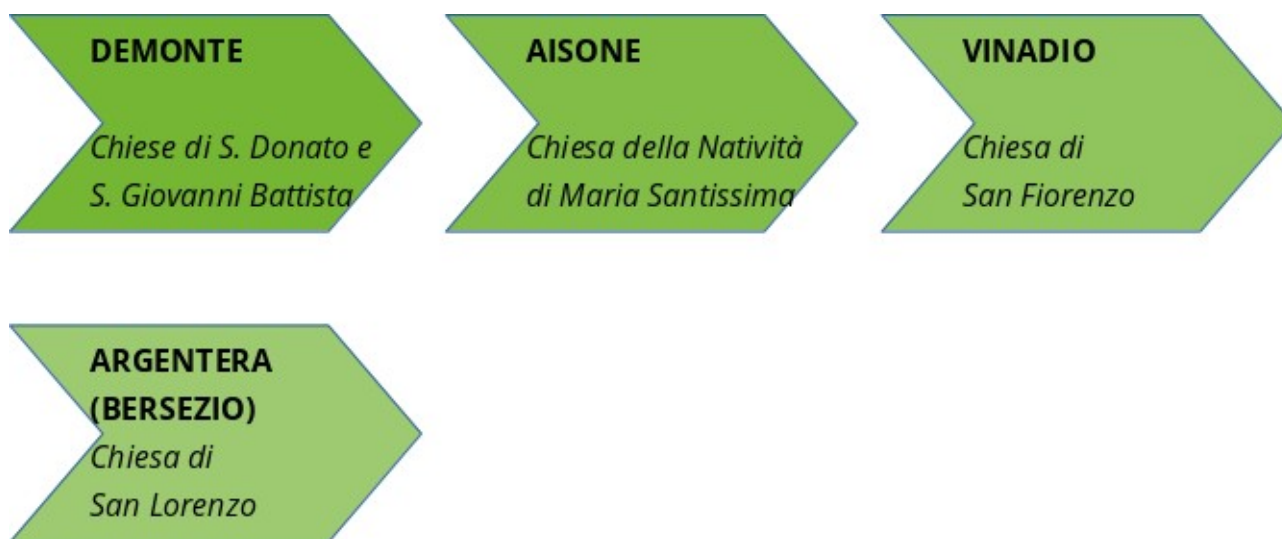 DEMONTE
Chiese di S. Donato e
S. Giovanni Battista
AISONE
Chiesa della Natività
di Maria Santissima
VINADIO
Chiesa di
San Fiorenzo
ARGENTERA
(BERSEZIO)
Chiesa di
San Lorenzo